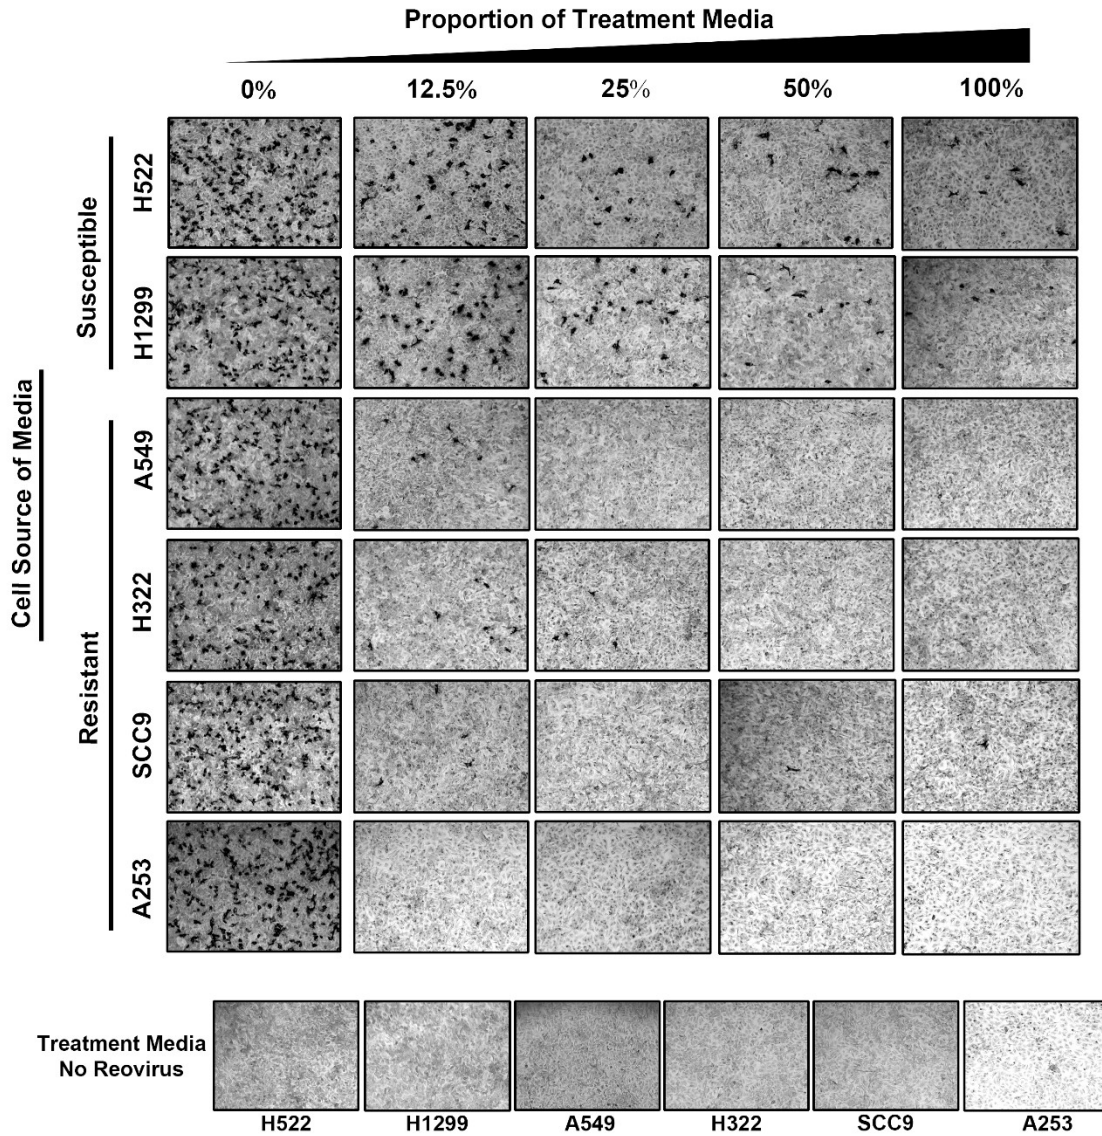 Proportion of Treatment Media
0% 12.5% 25% 50% 100%
Cell Source of Media
Susceptible
H522
H1299
Resistant
A549
H322
SCC9
A253
Treatment Media
No Reovirus
H522 H1299 A549 H322 SCC9 A253